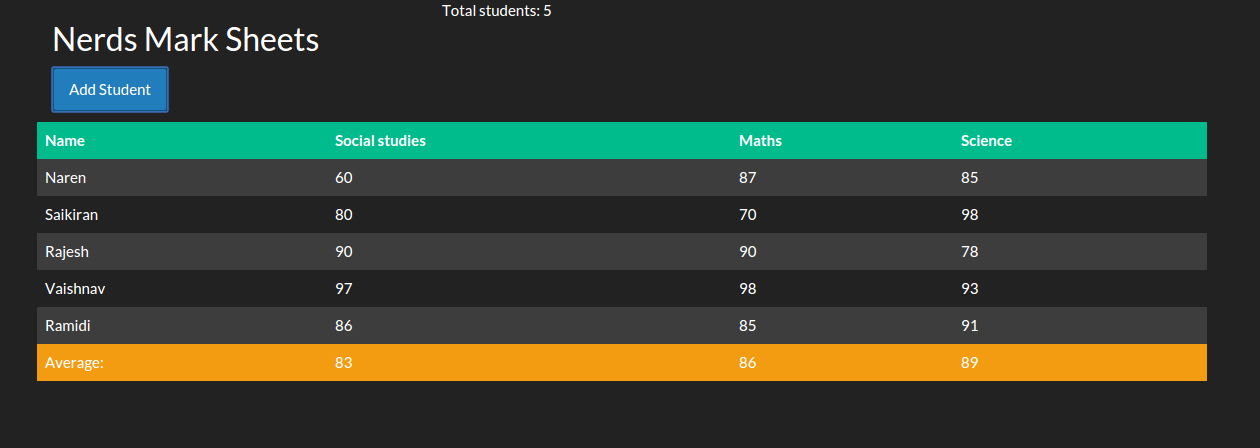 Total students: 5
Nerds Mark Sheets
Add Student
Name Social studies Maths Science
Naren 60 87 85
Saikiran 80 70 98
Rajesh 90 90 78
Vaishnav 97 98 93
Ramidi 86 85 91
Average: 83 86 89